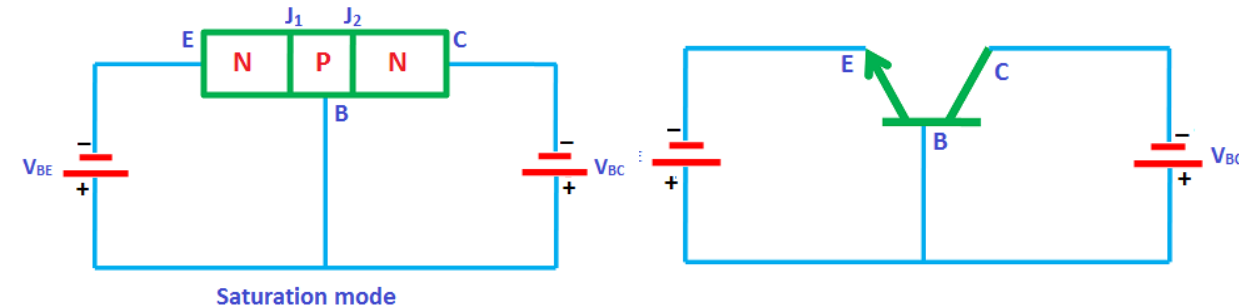 J1 J2
E N P N C
B
−
VBE
+
−
VBC
+
Saturation mode
E C
B
−
E
+
−
VBC
+